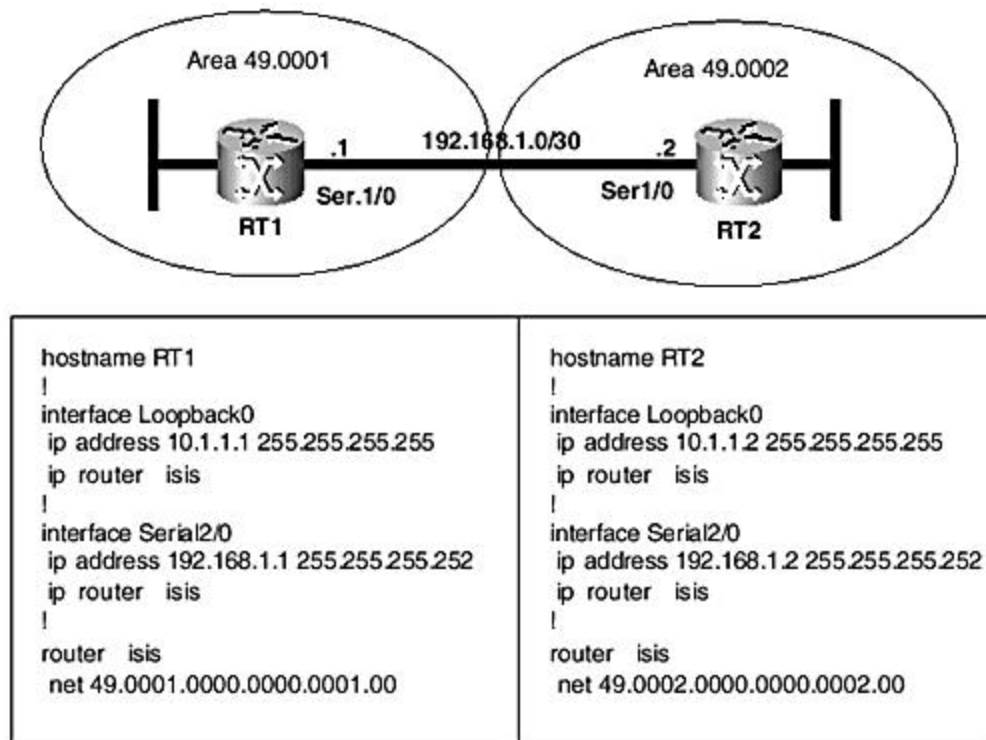 Area 49.0001
Area 49.0002
.1
192.168.1.0/30
.2
Ser.1/0
Ser1/0
RT1
RT2
hostname RT1
!
interface Loopback0
ip address 10.1.1.1 255.255.255.255
ip router isis
!
interface Serial2/0
ip address 192.168.1.1 255.255.255.252
ip router isis
!
router isis
net 49.0001.0000.0000.0001.00
hostname RT2
!
interface Loopback0
ip address 10.1.1.2 255.255.255.255
ip router isis
!
interface Serial2/0
ip address 192.168.1.2 255.255.255.252
ip router isis
!
router isis
net 49.0002.0000.0000.0002.00